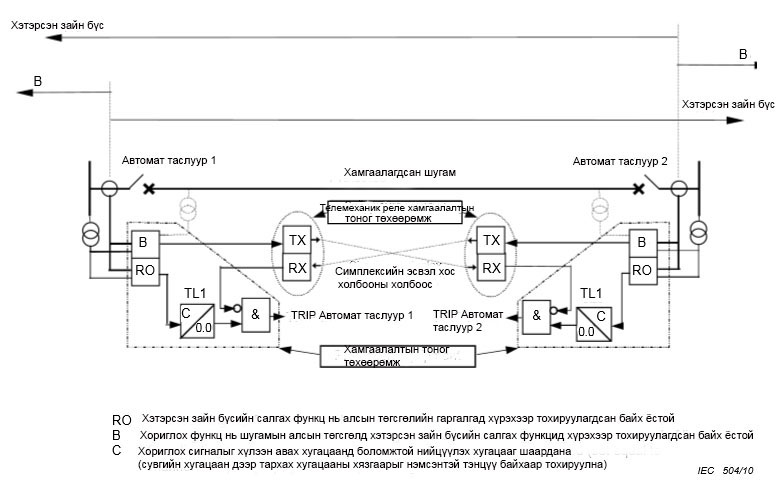 Хэтэрсэн зайн бүс
B
B
Хэтэрсэн зайн бүс
Автомат таслуур 1
Хамгаалагдсан шугам
Автомат таслуур 2
Телемеханик реле хамгаалалтын
тоног төхөөрөмж
B
TX
TX
B
RO
RX
RX
RO
Симплексийн эсвэл хос
холбооны холбоос
TL1
TL1
C
0.0
&
TRIP Автомат таслуур 1
TRIP Автомат
таслуур 2
&
C
0.0
Хамгаалалтын тоног
төхөөрөмж
RO Хэтэрсэн зайн бүсийн салгах функц нь алсын төгсгөлийн гаргалгад хүрэхээр тохируулагдсан байх ёстой
B Хориглох функц нь шугамын алсын төгсгөлд хэтэрсэн зайн бүсийн салгах функцид хүрэхээр тохируулагдсан байх ёстой
C Хориглох сигналыг хүлээн авах хугацаанд боломжтой нийцүүлэх хугацааг шаардана
(сувгийн хугацаан дээр тархах хугацааны хязгаарыг нэмсэнтэй тэнцүү байхаар тохируулна)
IEC 504/10